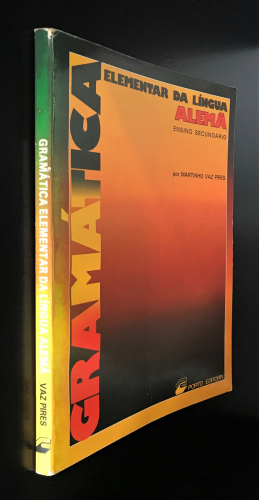 GRAMÁTICA
ELEMENTAR DA LÍNGUA
ALEMÃ
ENSINO SECUNDÁRIO
por MARTINHO VAZ PIRES
PORTO EDITORA
GRAMÁTICA ELEMENTAR DA LÍNGUA ALEMÃ
VAZ PIRES